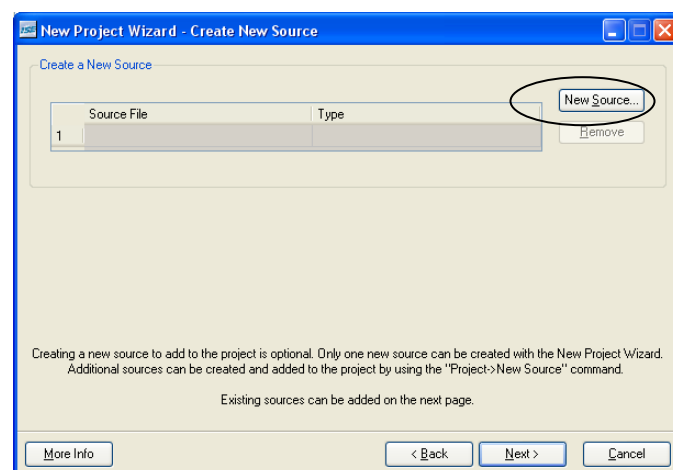 ISE New Project Wizard - Create New Source
Create a New Source
New Source...
Source File Type
1
Remove
Creating a new source to add to the project is optional. Only one new source can be created with the New Project Wizard.
Additional sources can be created and added to the project by using the "Project->New Source" command.
Existing sources can be added on the next page.
More Info < Back Next > Cancel